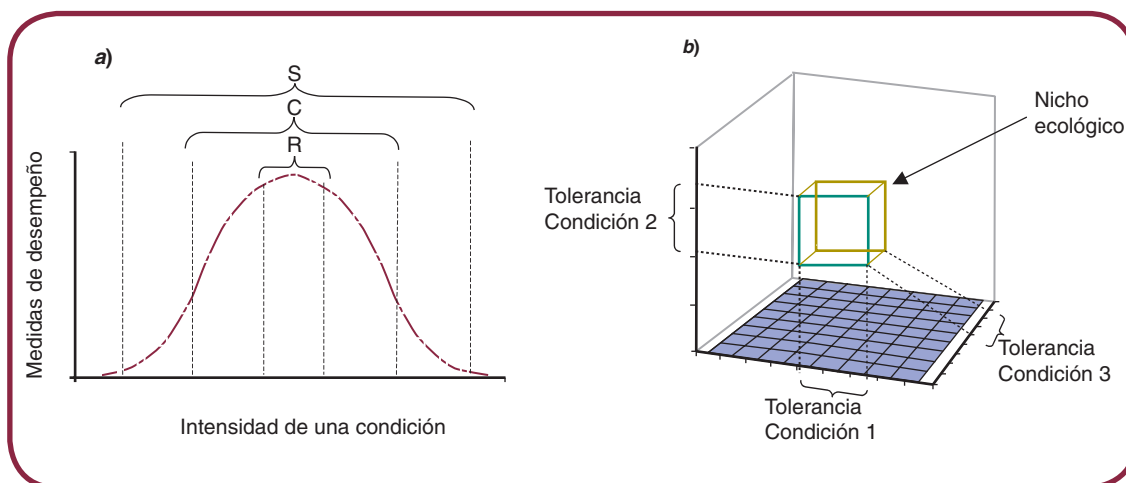 a)
S
C
R
Medidas de desempeño
Intensidad de una condición
b)
Nicho
ecológico
Tolerancia
Condición 2
Tolerancia
Condición 3
Tolerancia
Condición 1